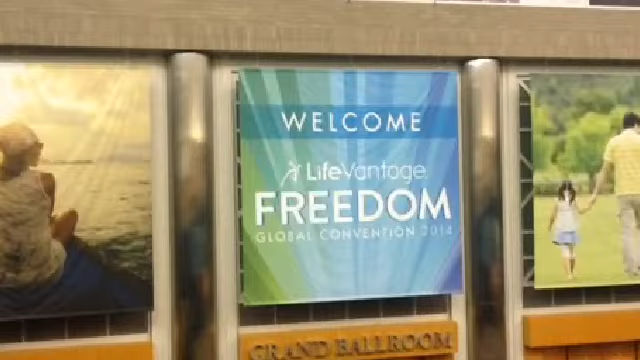 WELCOME
LifeVantage
FREEDOM
GLOBAL CONVENTION 2014
GRAND BALLROOM